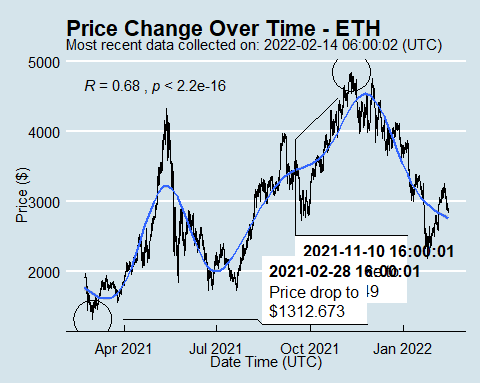 Price Change Over Time - ETH
Most recent data collected on: 2022-02-14 06:00:02 (UTC)
R = 0.68 , p < 2.2e-16
5000
4000
3000
2000
Price ($)
2021-11-10 16:00:01
2021-02-28 16:00:01
Price drop to
$1312.673
49
Apr 2021
Jul 2021
Oct 2021
Jan 2022
Date Time (UTC)